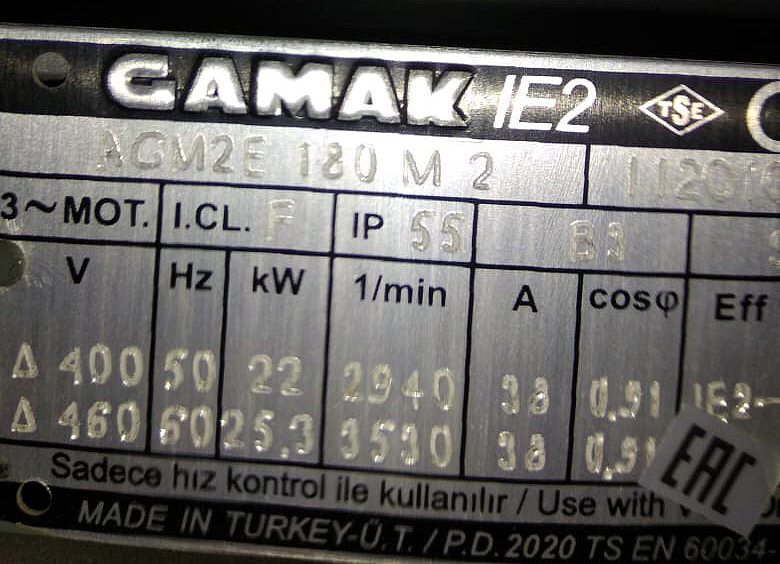 GAMAK IE2 TSE
AGM2E 180 M 2
3~MOT. I.CL. F IP 55 B3
V Hz kW 1/min A cosφ Eff
Δ 400 50 22 2940 38 0.91 IE2-
Δ 460 60 25.3 3530 38 0.91
EAC
Sadece hız kontrol ile kullanılır / Use with
MADE IN TURKEY-Ü.T. / P.D. 2020 TS EN 60034-